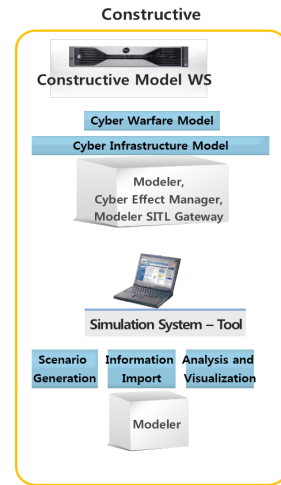 Constructive
Constructive Model WS
Cyber Warfare Model
Cyber Infrastructure Model
Modeler,
Cyber Effect Manager,
Modeler SITL Gateway
Simulation System – Tool
Scenario
Generation
Information
Import
Analysis and
Visualization
Modeler